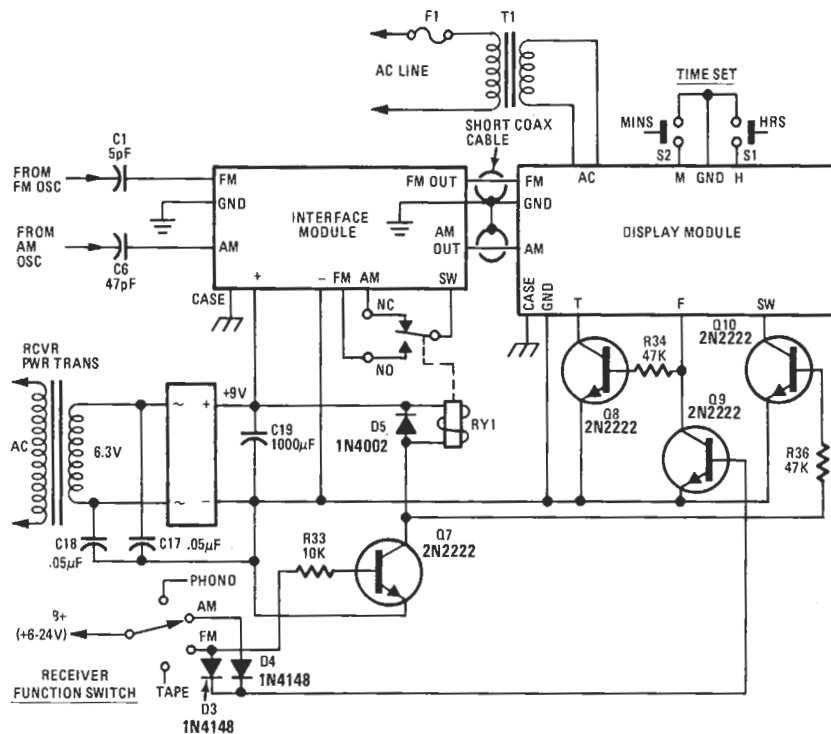 F1
T1
AC LINE
TIME SET
SHORT COAX
CABLE
MINS
HRS
S2
S1
C1
5pF
FROM
FM OSC
FM
FM OUT
FM
AC
M
GND
H
GND
INTERFACE
MODULE
GND
FROM
AM
OSC
AM
AM
OUT
AM
DISPLAY MODULE
C6
47pF
CASE
+
−
FM
AM
SW
CASE
GND
T
F
SW
NC
NO
RCVR
PWR TRANS
+9V
AC
6.3V
~
+
~
−
C19
1000µF
D5
1N4002
RY1
R34
47K
Q8
2N2222
Q9
2N2222
Q10
2N2222
R36
47K
C18
.05µF
C17 .05µF
R33
10K
Q7
2N2222
PHONO
AM
B+
(+6-24V)
FM
TAPE
RECEIVER
FUNCTION SWITCH
D4
1N4148
D3
1N4148